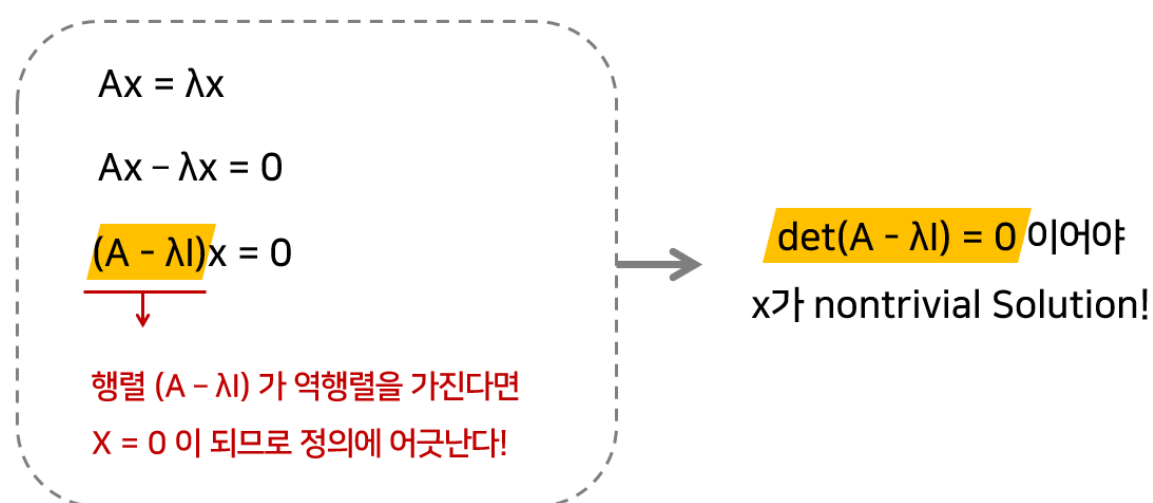 Ax = λx
Ax – λx = 0
(A - λI)x = 0
행렬 (A – λI) 가 역행렬을 가진다면
X = 0 이 되므로 정의에 어긋난다!
det(A - λI) = 0 이어야
x가 nontrivial Solution!